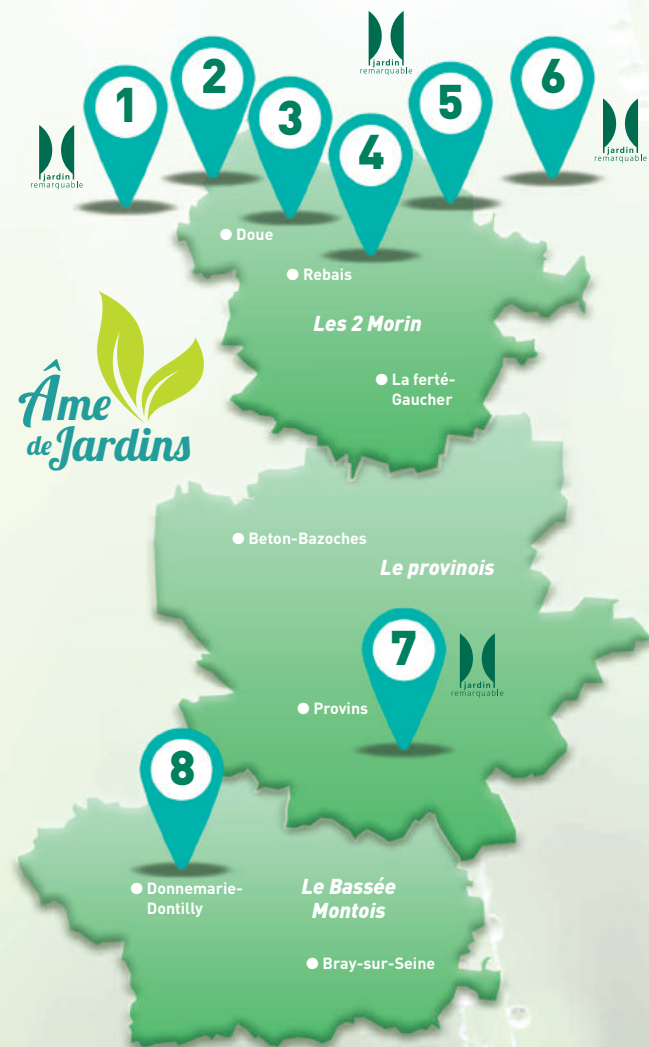 jardin
remarquable
1
2
3
4
5
6
jardin
remarquable
jardin
remarquable
Doue
Rebais
Les 2 Morin
La ferté-
Gaucher
Âme
de Jardins
Beton-Bazoches
Le provinois
7
jardin
remarquable
Provins
8
Donnemarie-
Dontilly
Le Bassée
Montois
Bray-sur-Seine